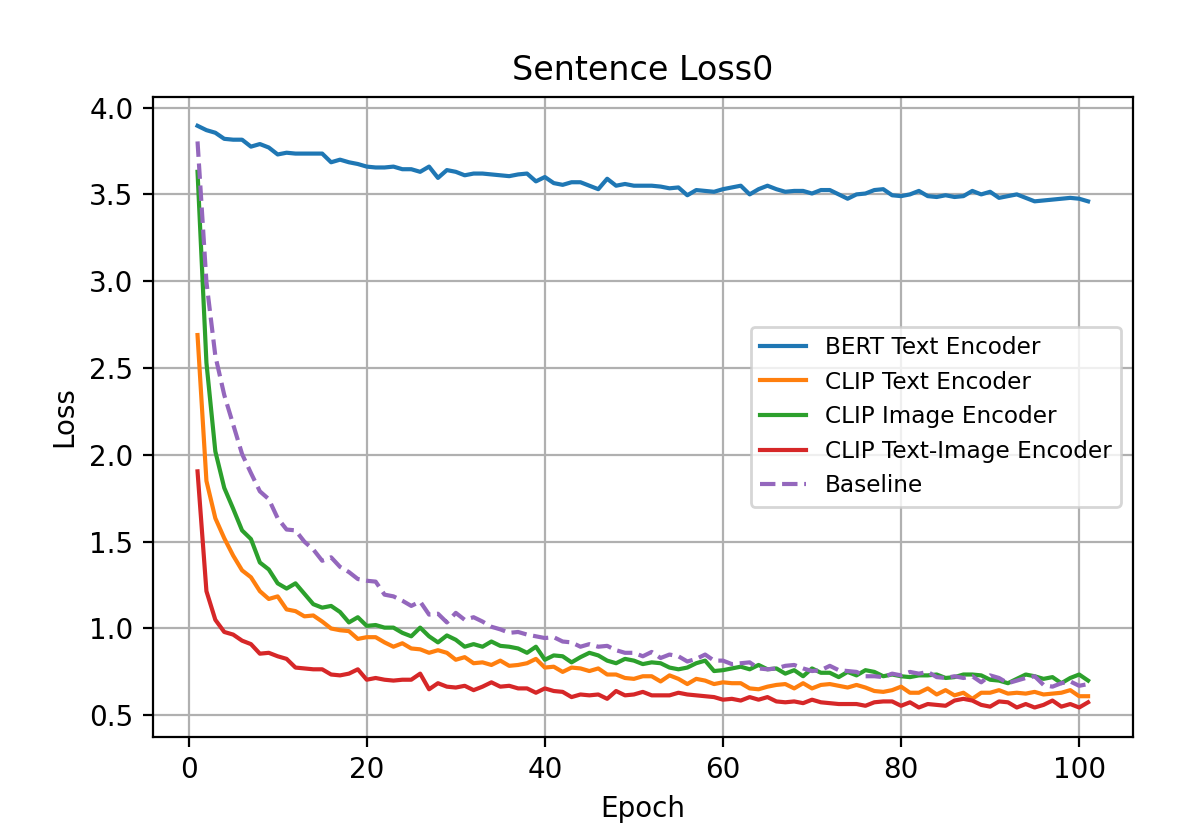 Sentence Loss0
4.0
3.5
3.0
2.5
2.0
1.5
1.0
0.5
Loss
BERT Text Encoder
CLIP Text Encoder
CLIP Image Encoder
CLIP Text-Image Encoder
Baseline
0 20 40 60 80 100
Epoch